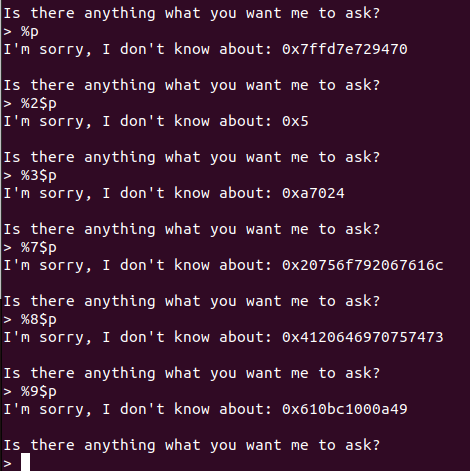 Is there anything what you want me to ask?
> %p
I'm sorry, I don't know about: 0x7ffd7e729470
Is there anything what you want me to ask?
> %2$p
I'm sorry, I don't know about: 0x5
Is there anything what you want me to ask?
> %3$p
I'm sorry, I don't know about: 0xa7024
Is there anything what you want me to ask?
> %7$p
I'm sorry, I don't know about: 0x20756f792067616c
Is there anything what you want me to ask?
> %8$p
I'm sorry, I don't know about: 0x4120646970757473
Is there anything what you want me to ask?
> %9$p
I'm sorry, I don't know about: 0x610bc1000a49
Is there anything what you want me to ask?
>